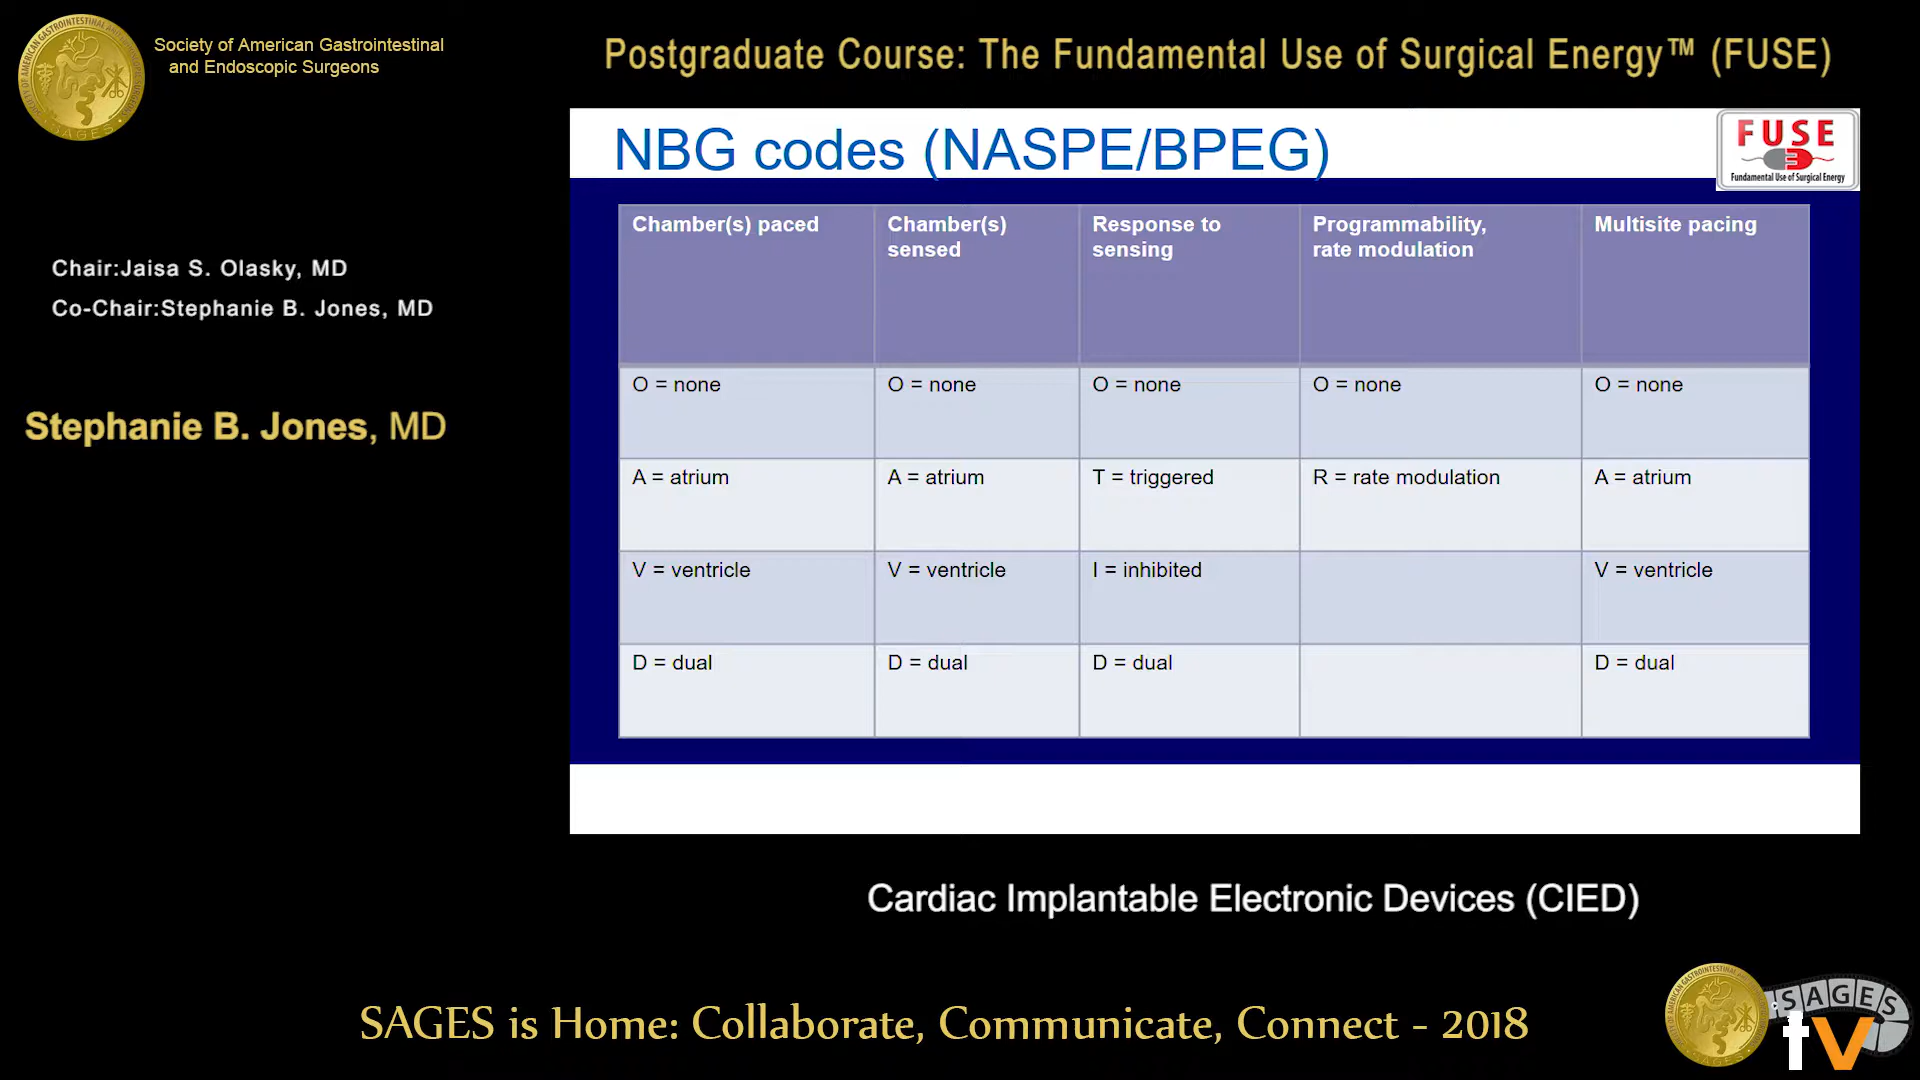 Society of American Gastrointestinal
and Endoscopic Surgeons
Postgraduate Course: The Fundamental Use of Surgical Energy™ (FUSE)
Chair:Jaisa S. Olasky, MD
Co-Chair:Stephanie B. Jones, MD
Stephanie B. Jones, MD
NBG codes (NASPE/BPEG)
FUSE
Fundamental Use of Surgical Energy
Chamber(s) paced
Chamber(s)
sensed
Response to
sensing
Programmability,
rate modulation
Multisite pacing
O = none
O = none
O = none
O = none
O = none
A = atrium
A = atrium
T = triggered
R = rate modulation
A = atrium
V = ventricle
V = ventricle
I = inhibited
V = ventricle
D = dual
D = dual
D = dual
D = dual
Cardiac Implantable Electronic Devices (CIED)
SAGES is Home: Collaborate, Communicate, Connect - 2018
SAGES
tv